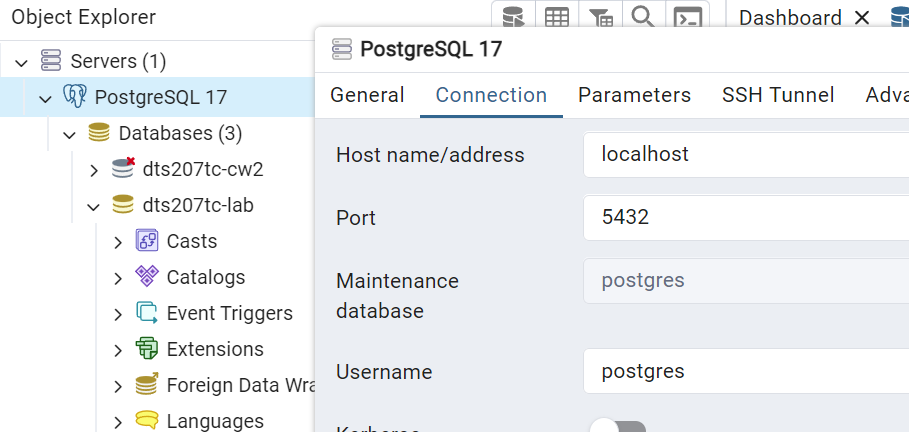 Object Explorer
Dashboard
Servers (1)
PostgreSQL 17
Databases (3)
dts207tc-cw2
dts207tc-lab
Casts
Catalogs
Event Triggers
Extensions
Foreign Data Wra
Languages
PostgreSQL 17
General Connection Parameters SSH Tunnel Adva
Host name/address localhost
Port 5432
Maintenance
database postgres
Username postgres